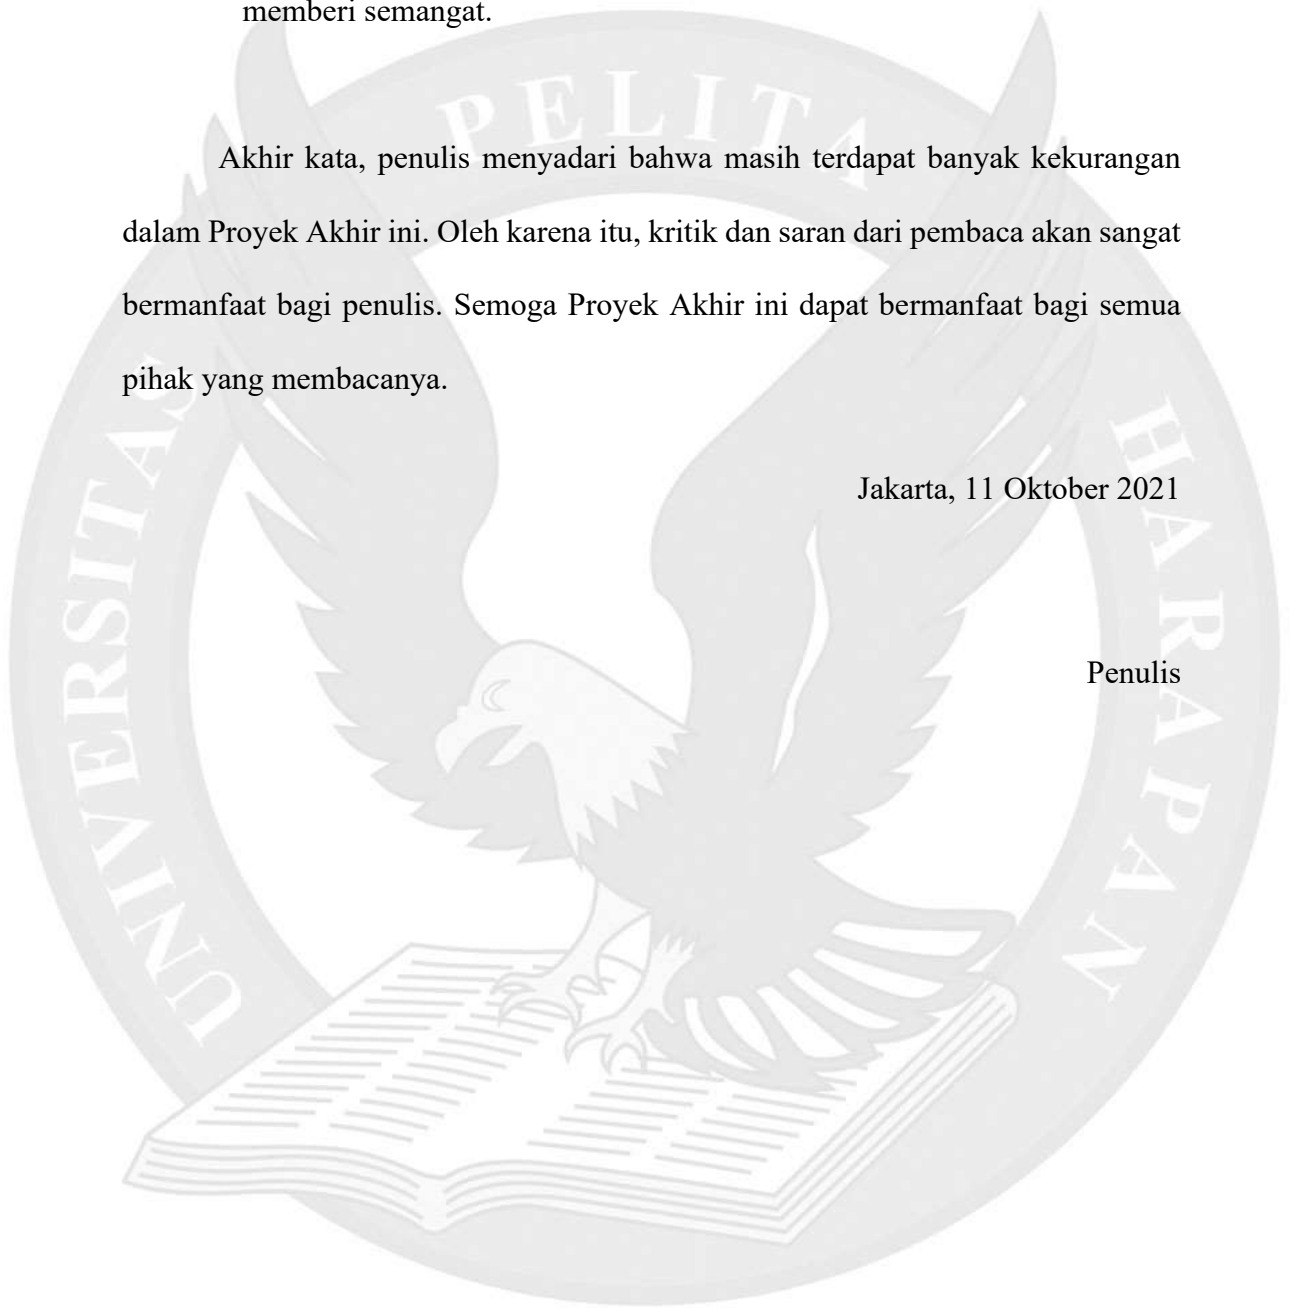 memberi semangat.
PELITA
Akhir kata, penulis menyadari bahwa masih terdapat banyak kekurangan
dalam Proyek Akhir ini. Oleh karena itu, kritik dan saran dari pembaca akan sangat
bermanfaat bagi penulis. Semoga Proyek Akhir ini dapat bermanfaat bagi semua
pihak yang membacanya.
Jakarta, 11 Oktober 2021
Penulis
UNIVERSITAS
HARAPAN